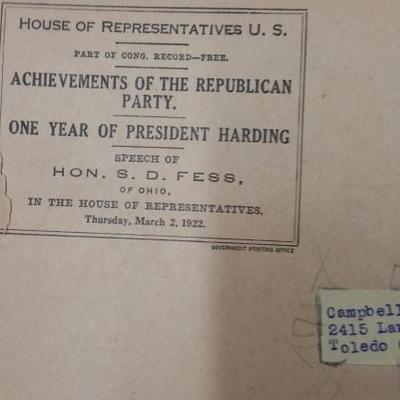 HOUSE OF REPRESENTATIVES U. S.
PART OF CONG. RECORD—FREE.
ACHIEVEMENTS OF THE REPUBLICAN
PARTY.
ONE YEAR OF PRESIDENT HARDING
SPEECH OF
HON. S. D. FESS,
OF OHIO,
IN THE HOUSE OF REPRESENTATIVES,
Thursday, March 2, 1922.
GOVERNMENT PRINTING OFFICE
Campbell
2415
Toledo